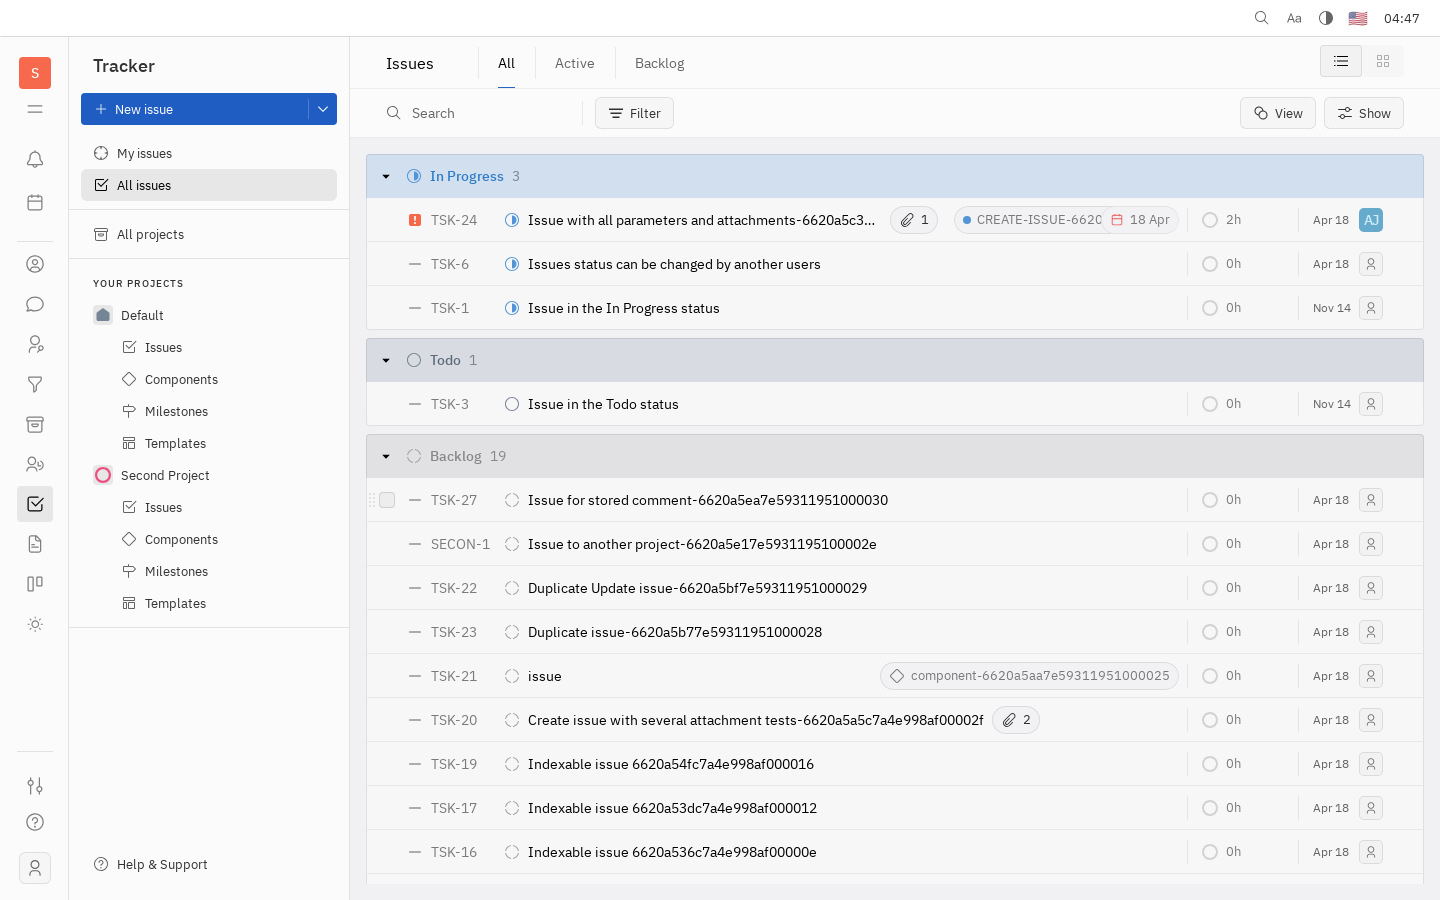 Aa 04:47
S
Tracker
New issue
My issues
All issues
All projects
YOUR PROJECTS
Default
Issues
Components
Milestones
Templates
Second Project
Issues
Components
Milestones
Templates
Help & Support
Issues All Active Backlog
Search Filter View Show
In Progress 3
TSK-24 Issue with all parameters and attachments-6620a5c3... 1 CREATE-ISSUE-6620 18 Apr 2h Apr 18 AJ
TSK-6 Issues status can be changed by another users 0h Apr 18
TSK-1 Issue in the In Progress status 0h Nov 14
Todo 1
TSK-3 Issue in the Todo status 0h Nov 14
Backlog 19
TSK-27 Issue for stored comment-6620a5ea7e59311951000030 0h Apr 18
SECON-1 Issue to another project-6620a5e17e5931195100002e 0h Apr 18
TSK-22 Duplicate Update issue-6620a5bf7e59311951000029 0h Apr 18
TSK-23 Duplicate issue-6620a5b77e59311951000028 0h Apr 18
TSK-21 issue component-6620a5aa7e59311951000025 0h Apr 18
TSK-20 Create issue with several attachment tests-6620a5a5c7a4e998af00002f 2 0h Apr 18
TSK-19 Indexable issue 6620a54fc7a4e998af000016 0h Apr 18
TSK-17 Indexable issue 6620a53dc7a4e998af000012 0h Apr 18
TSK-16 Indexable issue 6620a536c7a4e998af00000e 0h Apr 18